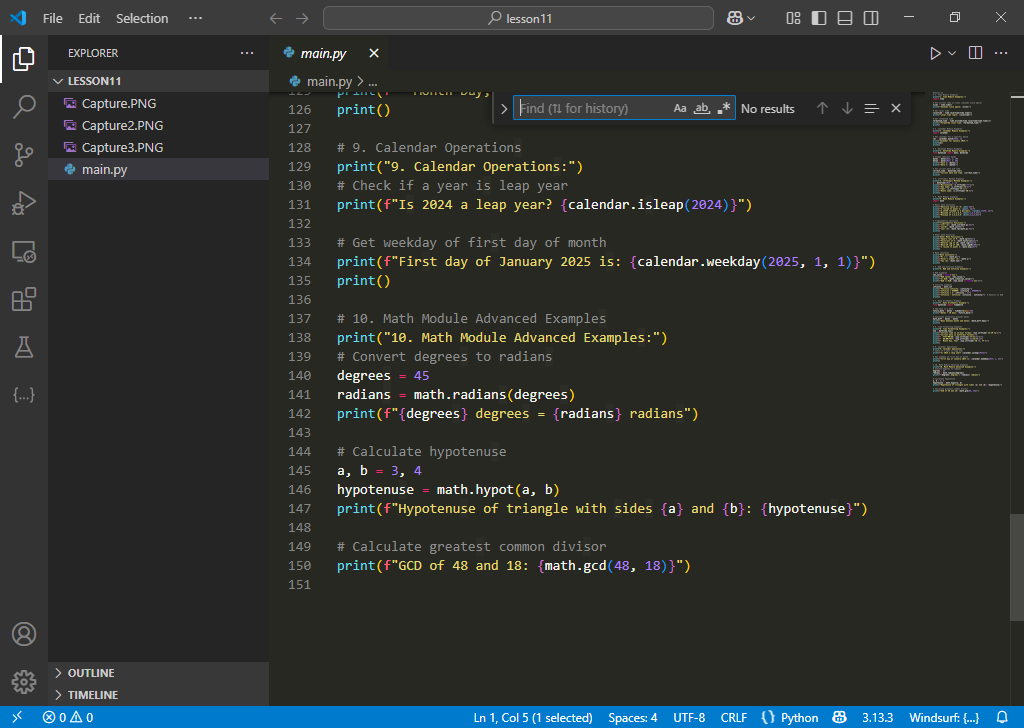 File Edit Selection ··· lesson11
EXPLORER ···
main.py
LESSON11
Capture.PNG
Capture2.PNG
Capture3.PNG
main.py
OUTLINE
TIMELINE
main.py > ...
Find (⇅ for history) Aa ab .* No results
125 print(f" Month Day,
126 print()
127
128 # 9. Calendar Operations
129 print("9. Calendar Operations:")
130 # Check if a year is leap year
131 print(f"Is 2024 a leap year? {calendar.isleap(2024)}")
132
133 # Get weekday of first day of month
134 print(f"First day of January 2025 is: {calendar.weekday(2025, 1, 1)}")
135 print()
136
137 # 10. Math Module Advanced Examples
138 print("10. Math Module Advanced Examples:")
139 # Convert degrees to radians
140 degrees = 45
141 radians = math.radians(degrees)
142 print(f"{degrees} degrees = {radians} radians")
143
144 # Calculate hypotenuse
145 a, b = 3, 4
146 hypotenuse = math.hypot(a, b)
147 print(f"Hypotenuse of triangle with sides {a} and {b}: {hypotenuse}")
148
149 # Calculate greatest common divisor
150 print(f"GCD of 48 and 18: {math.gcd(48, 18)}")
151
0 0 Ln 1, Col 5 (1 selected) Spaces: 4 UTF-8 CRLF {} Python 3.13.3 Windsurf: {...}